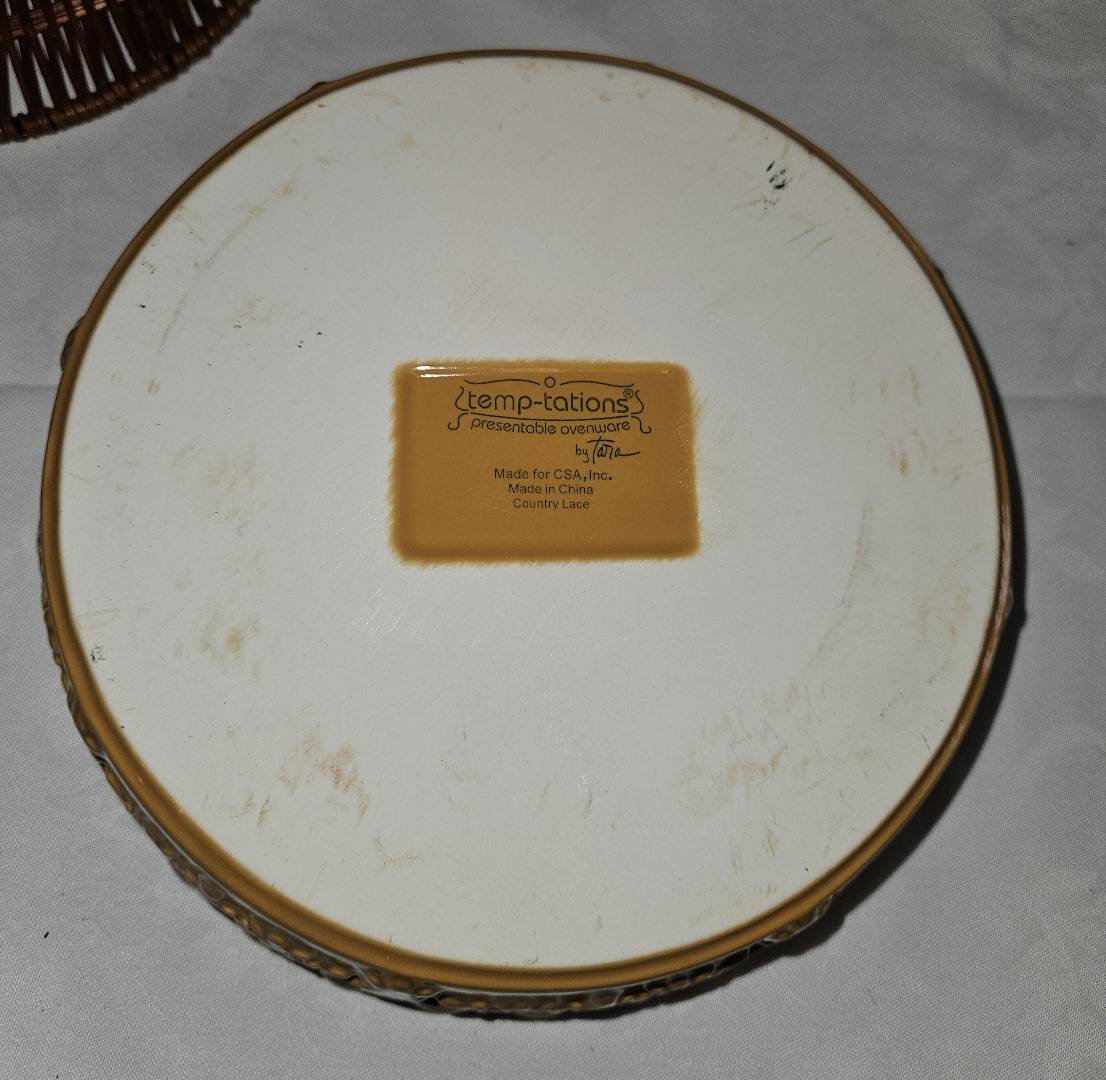 temp-tations®
presentable ovenware
by Tara
Made for CSA, Inc.
Made in China
Country Lace